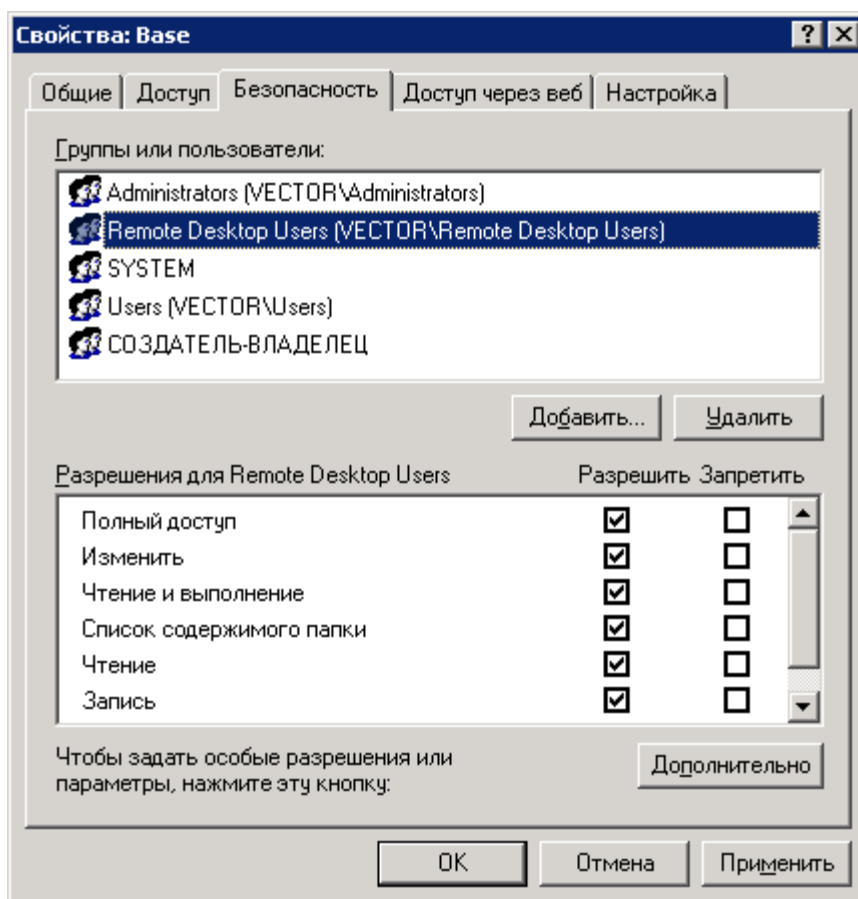 Свойства: Base
Общие Доступ Безопасность Доступ через веб Настройка
Группы или пользователи:
Administrators (VECTOR\Administrators)
Remote Desktop Users (VECTOR\Remote Desktop Users)
SYSTEM
Users (VECTOR\Users)
СОЗДАТЕЛЬ-ВЛАДЕЛЕЦ
Добавить... Удалить
Разрешения для Remote Desktop Users Разрешить Запретить
Полный доступ
Изменить
Чтение и выполнение
Список содержимого папки
Чтение
Запись
Чтобы задать особые разрешения или
параметры, нажмите эту кнопку:
Дополнительно
OK Отмена Применить